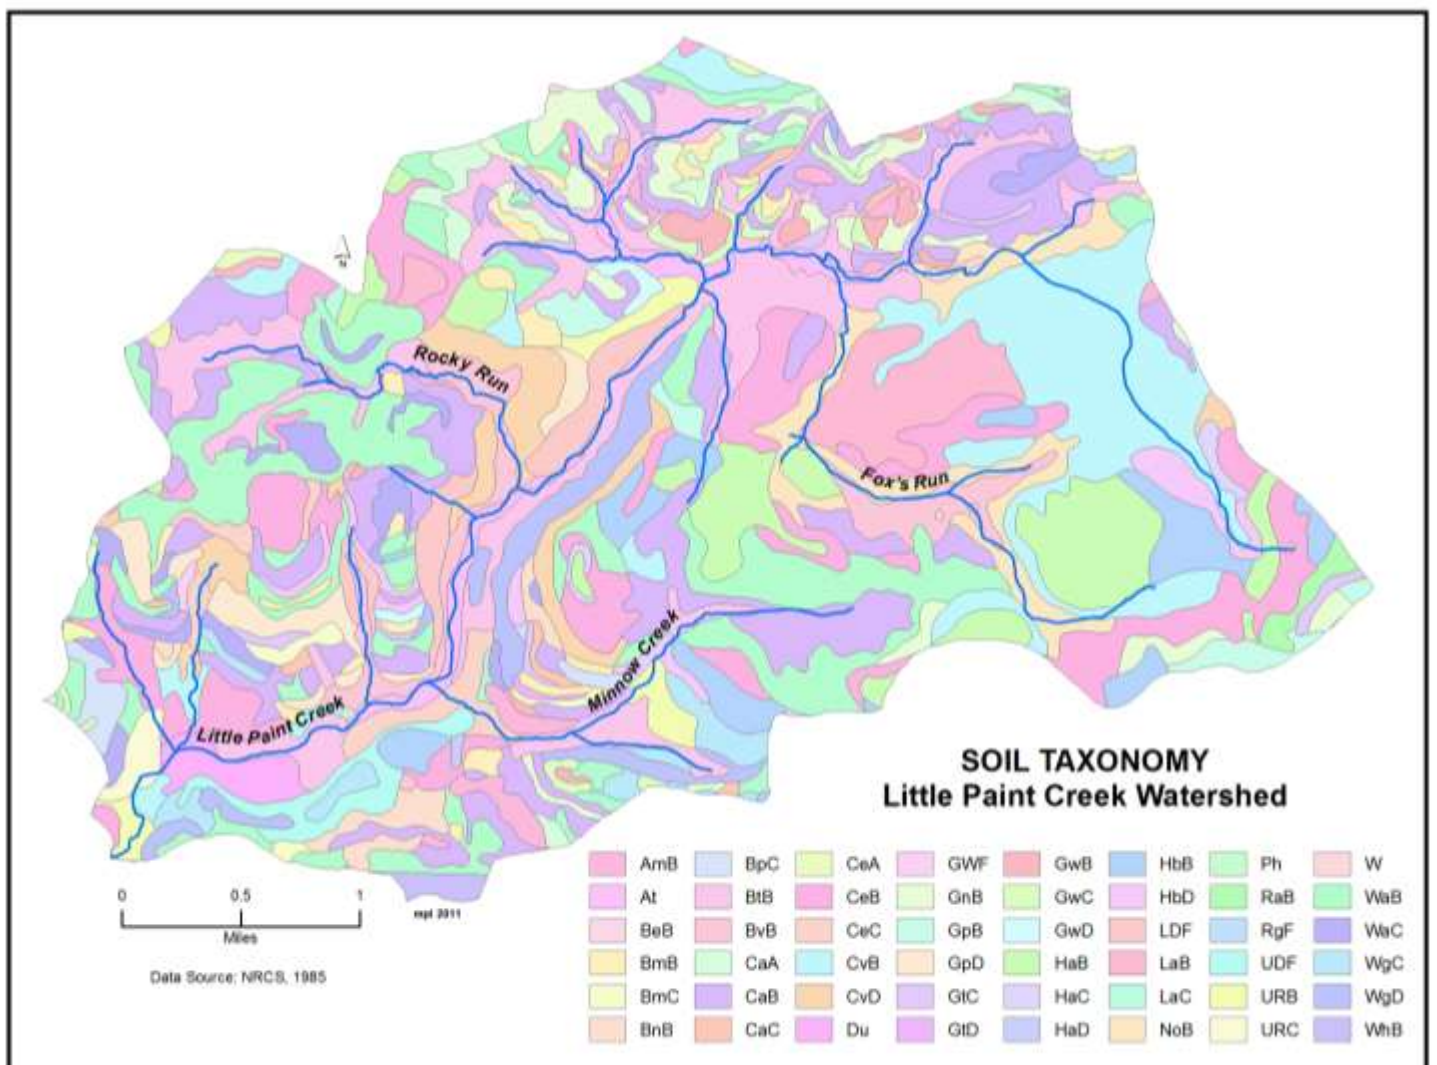 N
Rocky Run
Fox's Run
Minnow Creek
Little Paint Creek
SOIL TAXONOMY
Little Paint Creek Watershed
0 0.5 1
Miles
mpl 2011
Data Source: NRCS, 1985
AmB BpC CeA GWF GwB HbB Ph W
At BtB CeB GnB GwC HbD RaB WaB
BeB BvB CeC GpB GwD LDF RgF WaC
BmB CaA CvB GpD HaB LaB UDF WgC
BmC CaB CvD GtC HaC LaC URB WgD
BnB CaC Du GtD HaD NoB URC WhB